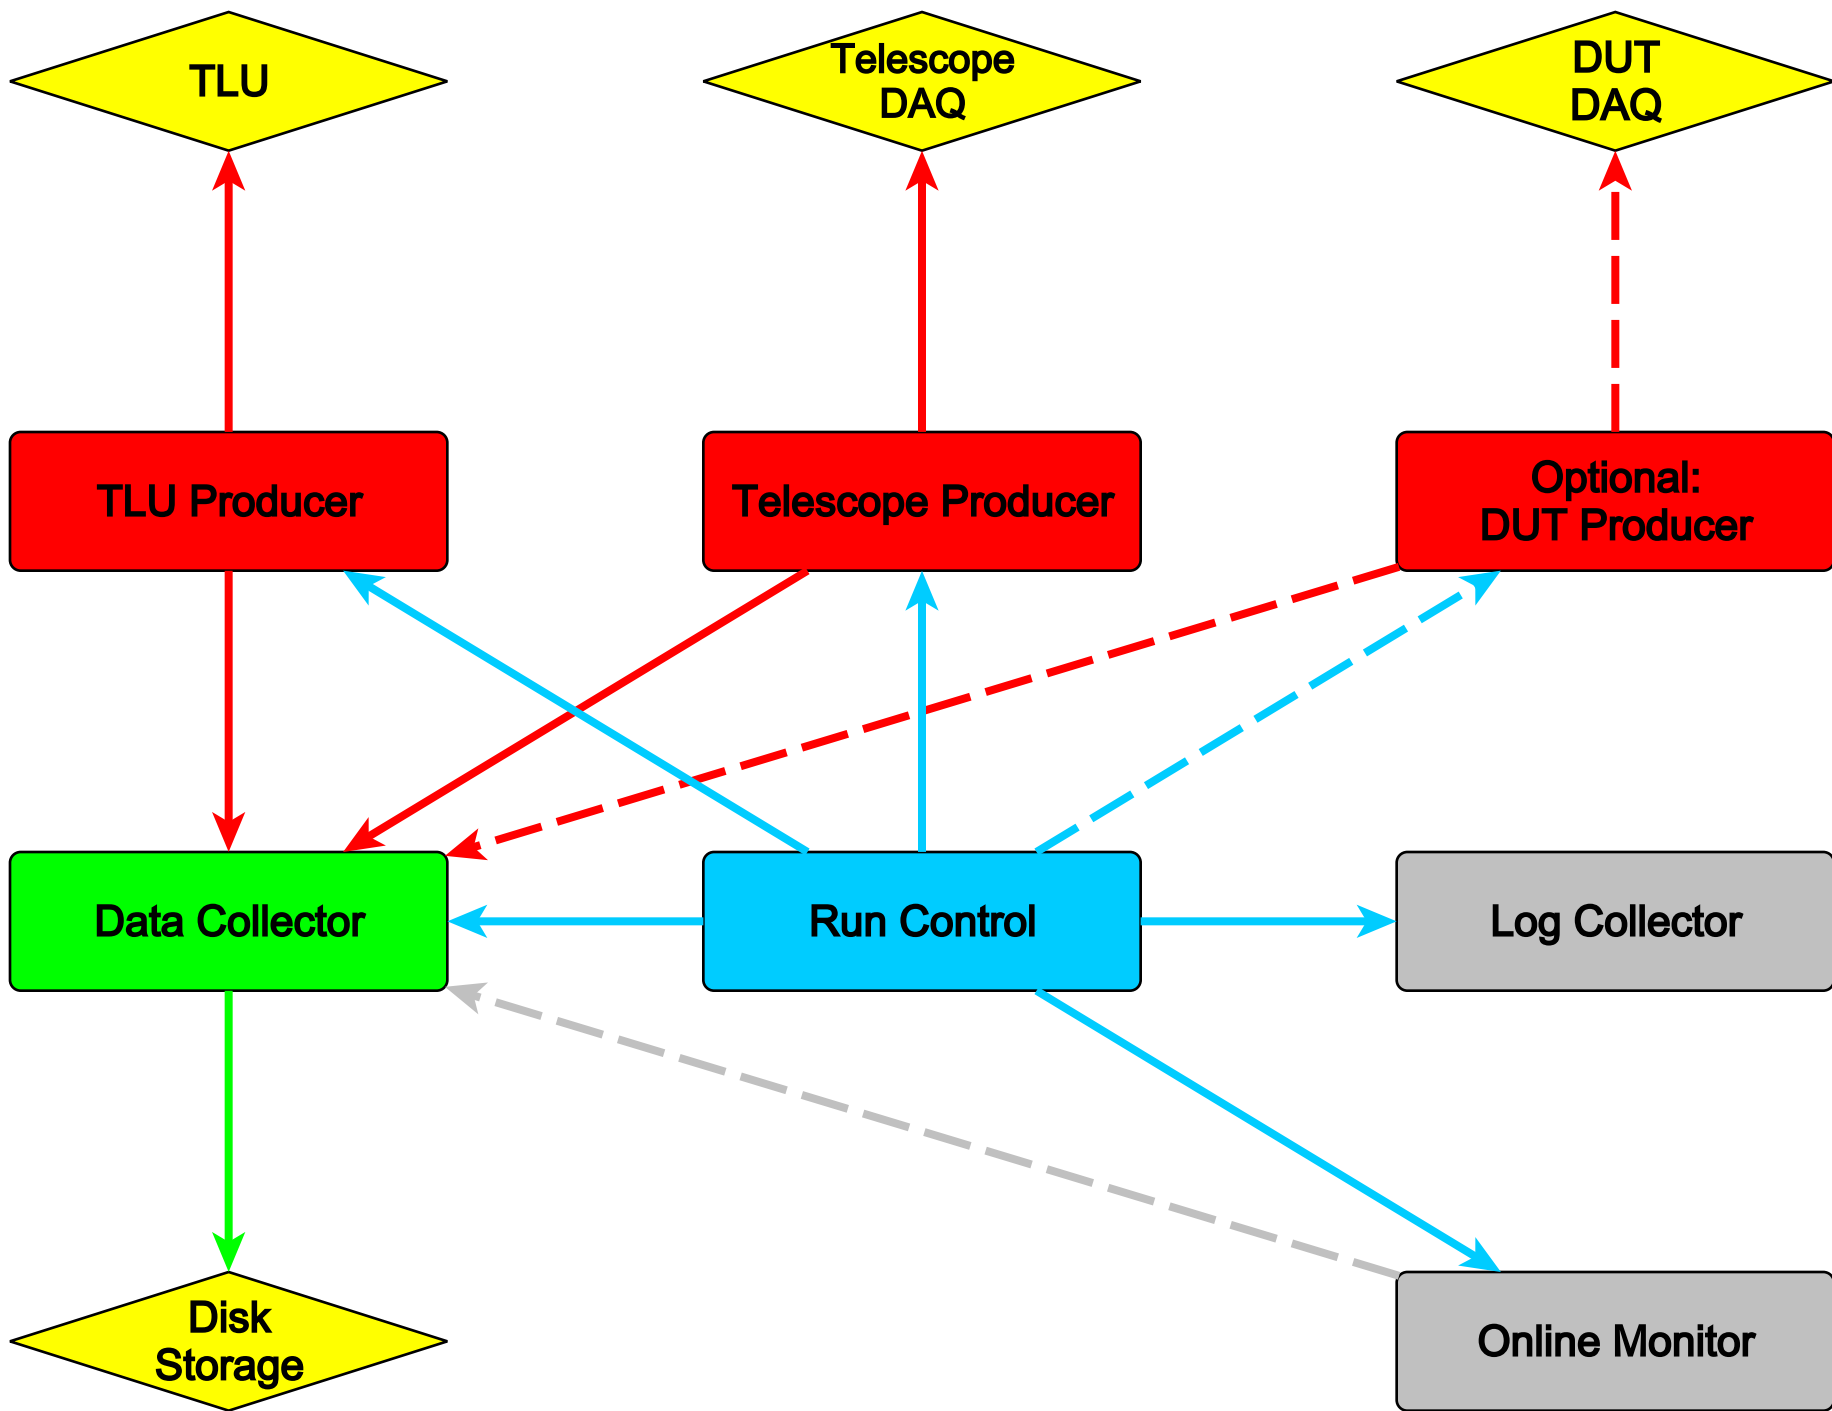 TLU
Telescope
DAQ
DUT
DAQ
TLU Producer
Telescope Producer
Optional:
DUT Producer
Data Collector
Run Control
Log Collector
Disk
Storage
Online Monitor